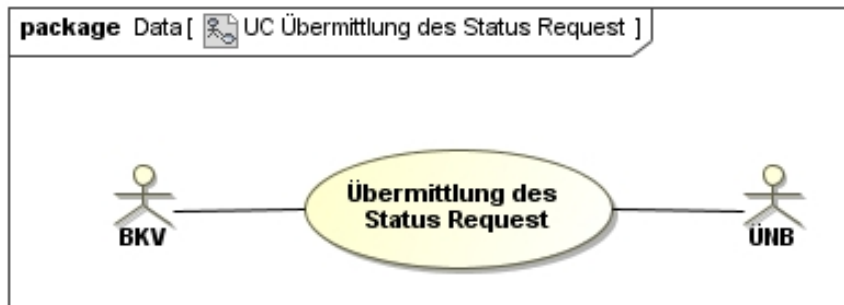 package Data [ UC Übermittlung des Status Request ]
Übermittlung des
Status Request
BKV
ÜNB